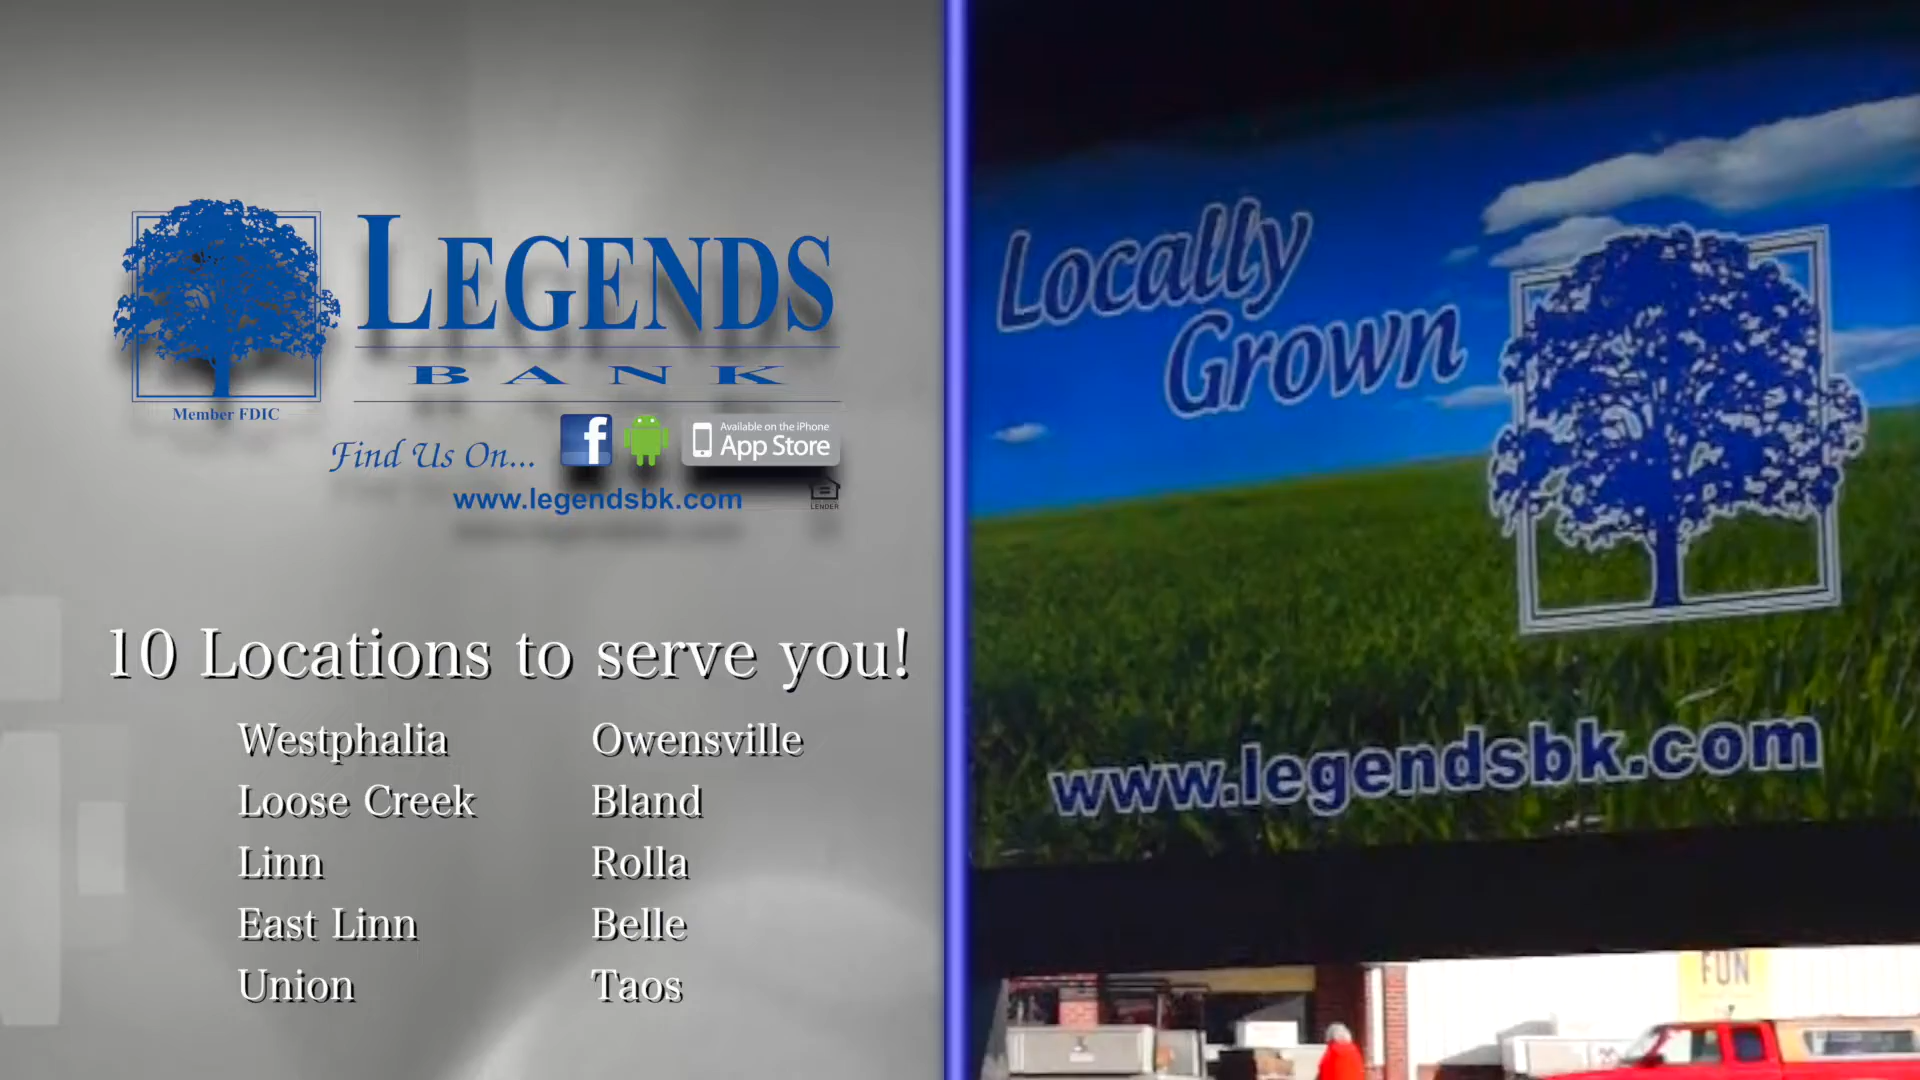 LEGENDS
BANK
Member FDIC
Find Us On...
f
Available on the iPhone
App Store
www.legendsbk.com
LENDER
10 Locations to serve you!
Westphalia
Loose Creek
Linn
East Linn
Union
Owensville
Bland
Rolla
Belle
Taos
Locally
Grown
www.legendsbk.com
FUN